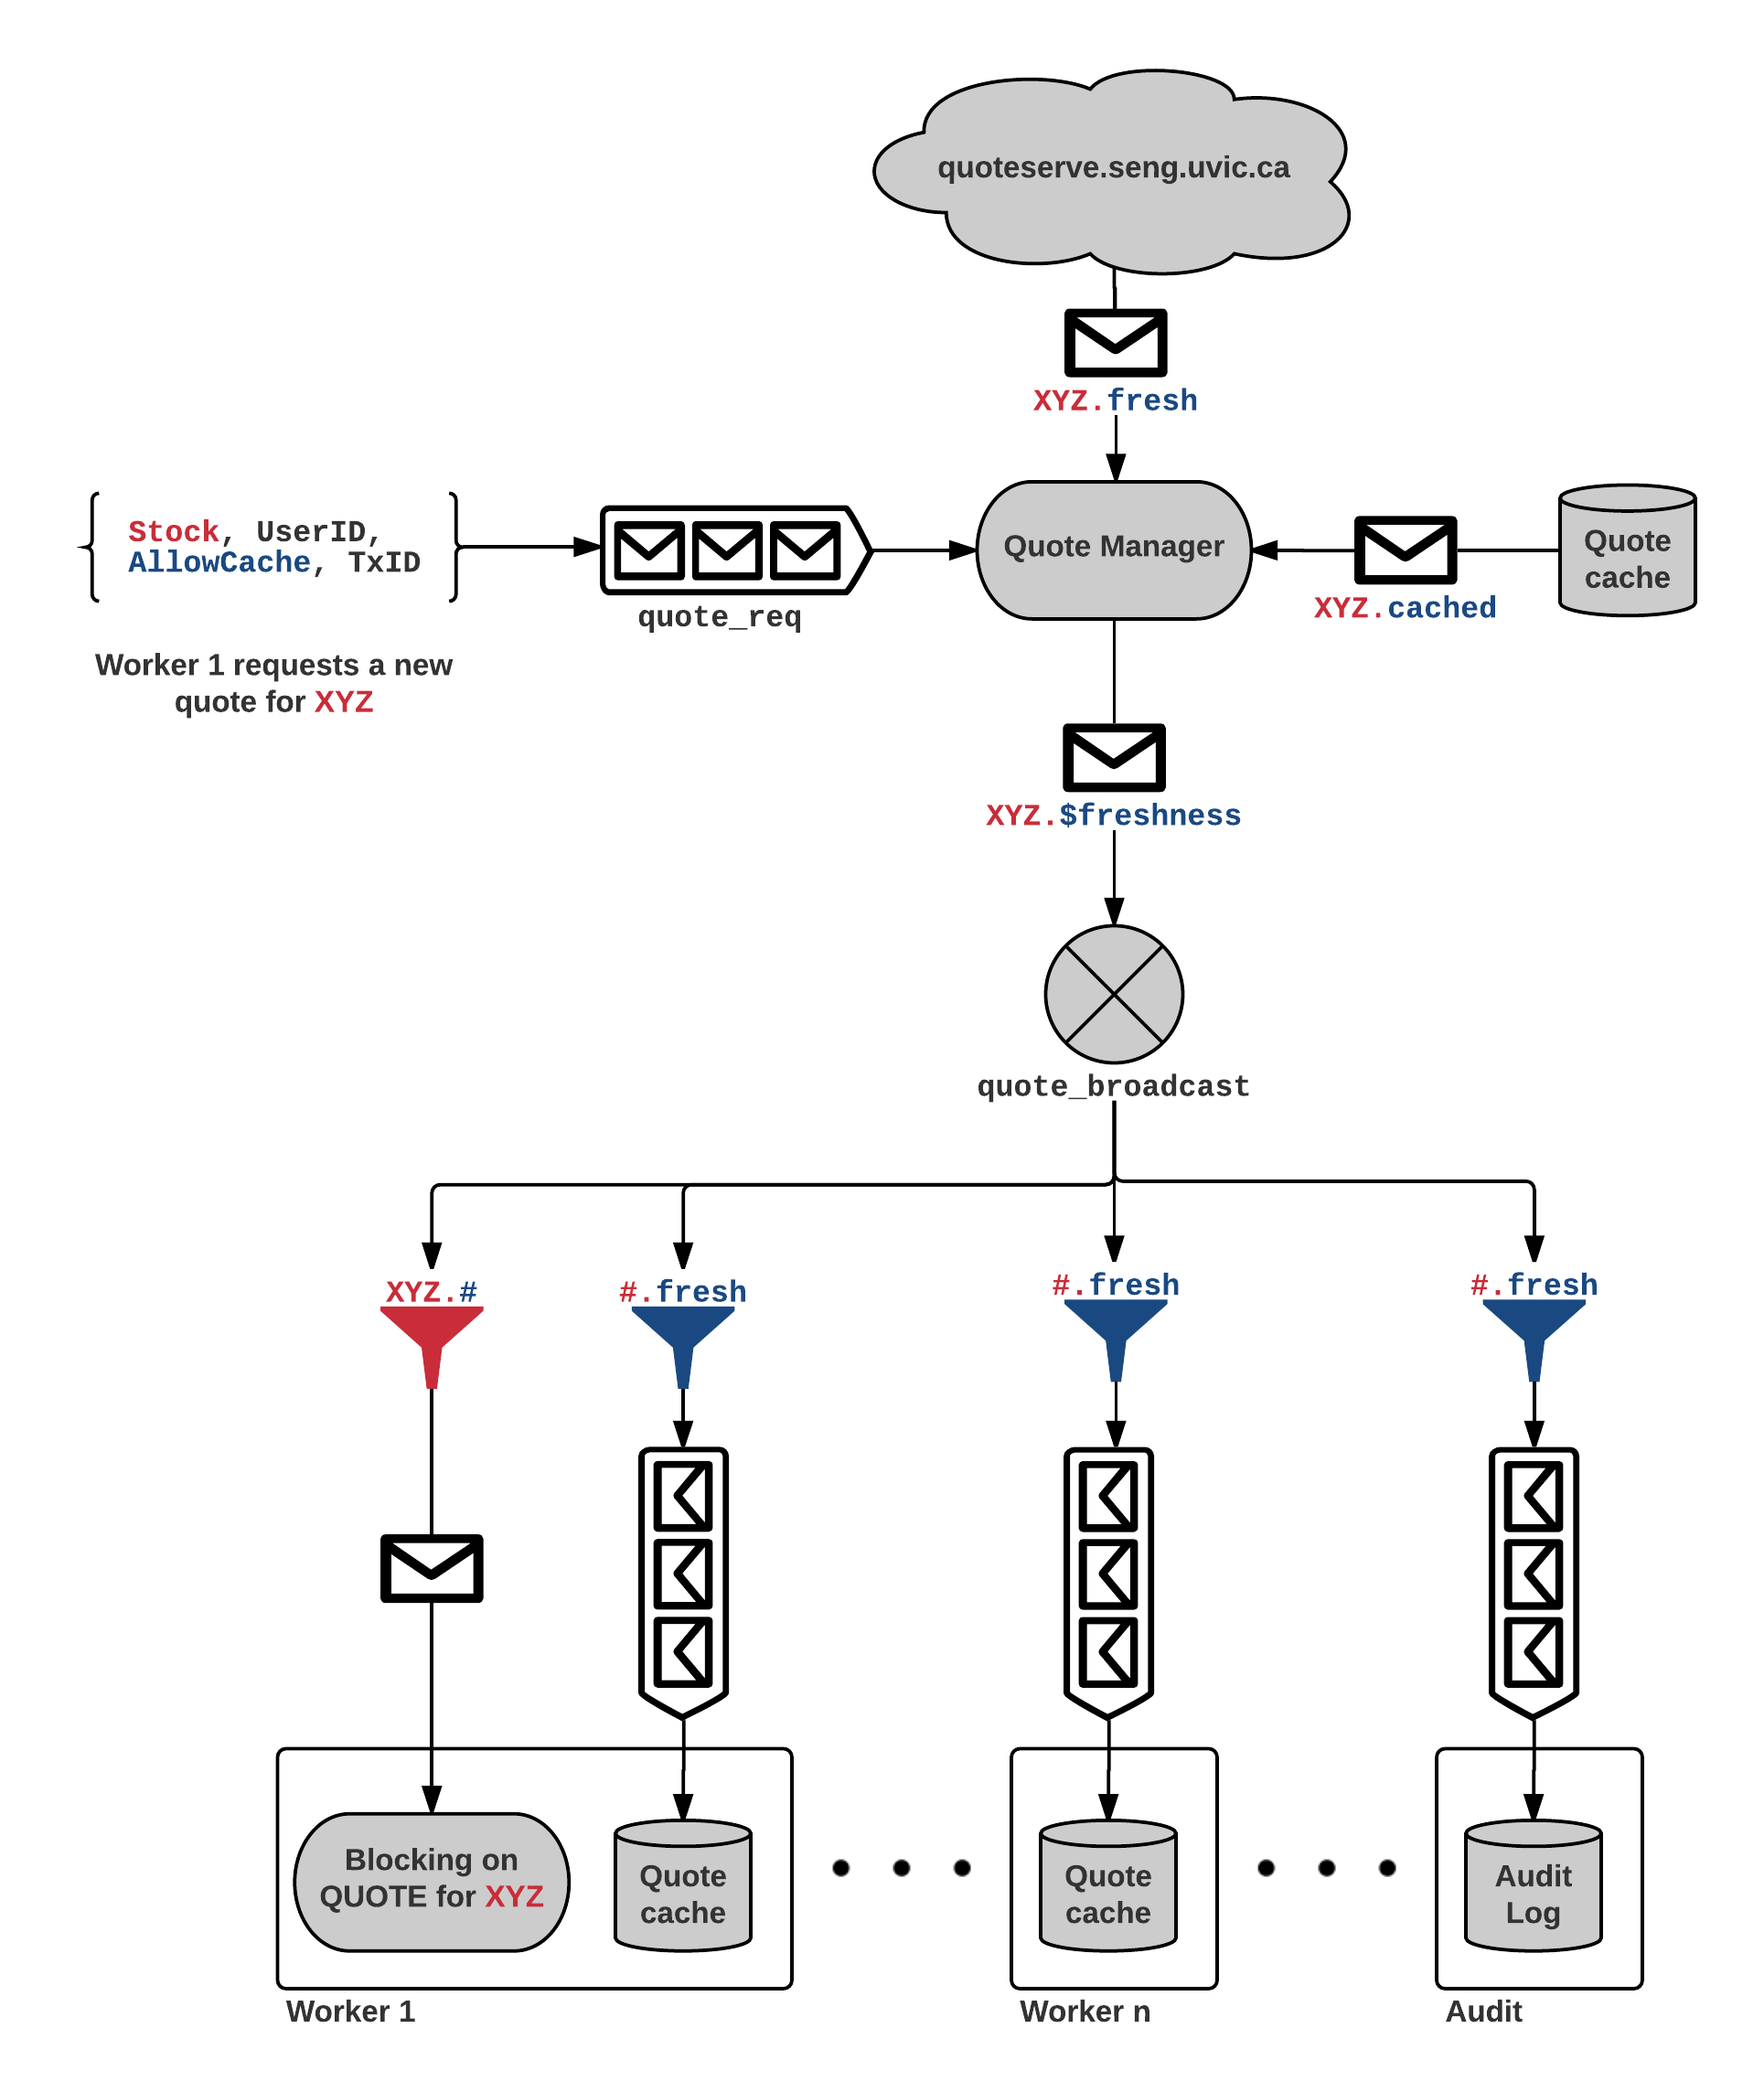 quoteserve.seng.uvic.ca
XYZ.fresh
Stock, UserID,
AllowCache, TxID
quote_req
Quote Manager
XYZ.cached
Quote
cache
Worker 1 requests a new
quote for XYZ
XYZ.$freshness
quote_broadcast
XYZ.#
#.fresh
#.fresh
#.fresh
Blocking on
QUOTE for XYZ
Quote
cache
Quote
cache
Audit
Log
Worker 1
Worker n
Audit